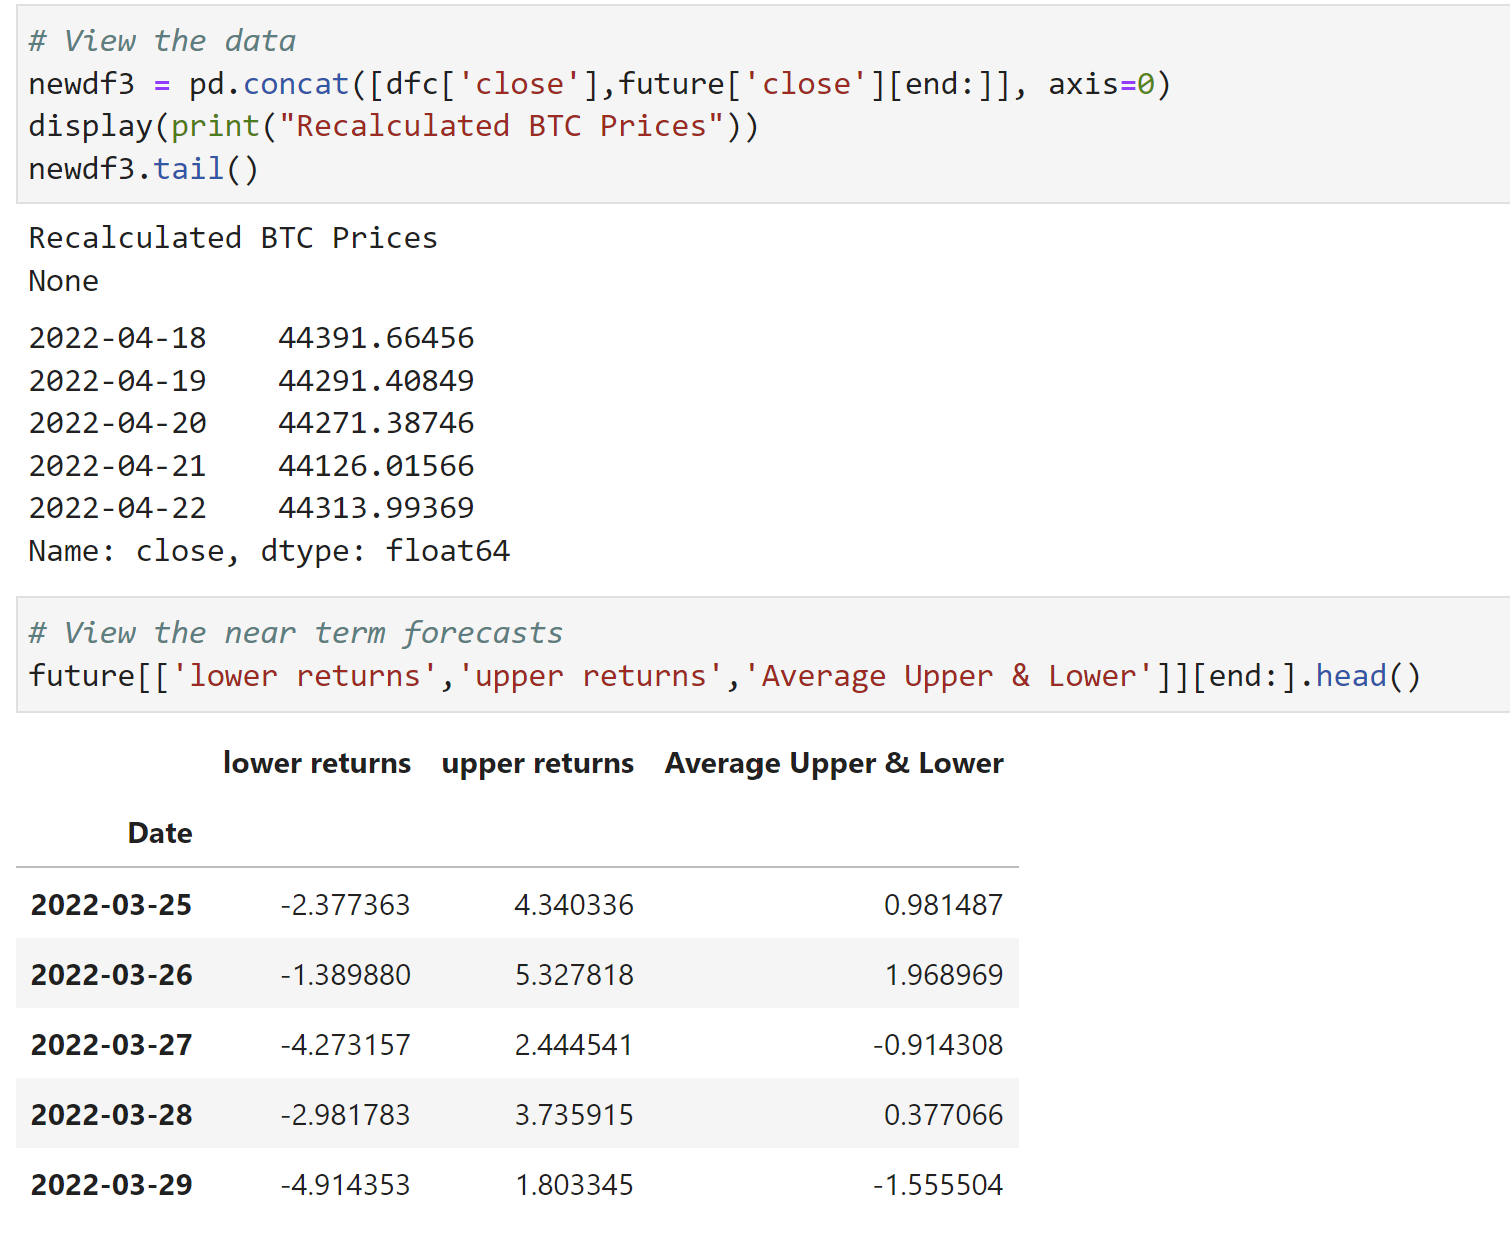 # View the data
newdf3 = pd.concat([dfc['close'],future['close'][end:]], axis=0)
display(print("Recalculated BTC Prices"))
newdf3.tail()
Recalculated BTC Prices
None
2022-04-18    44391.66456
2022-04-19    44291.40849
2022-04-20    44271.38746
2022-04-21    44126.01566
2022-04-22    44313.99369
Name: close, dtype: float64
# View the near term forecasts
future[['lower returns','upper returns','Average Upper & Lower']][end:].head()
lower returns upper returns Average Upper & Lower
Date
2022-03-25 -2.377363 4.340336 0.981487
2022-03-26 -1.389880 5.327818 1.968969
2022-03-27 -4.273157 2.444541 -0.914308
2022-03-28 -2.981783 3.735915 0.377066
2022-03-29 -4.914353 1.803345 -1.555504